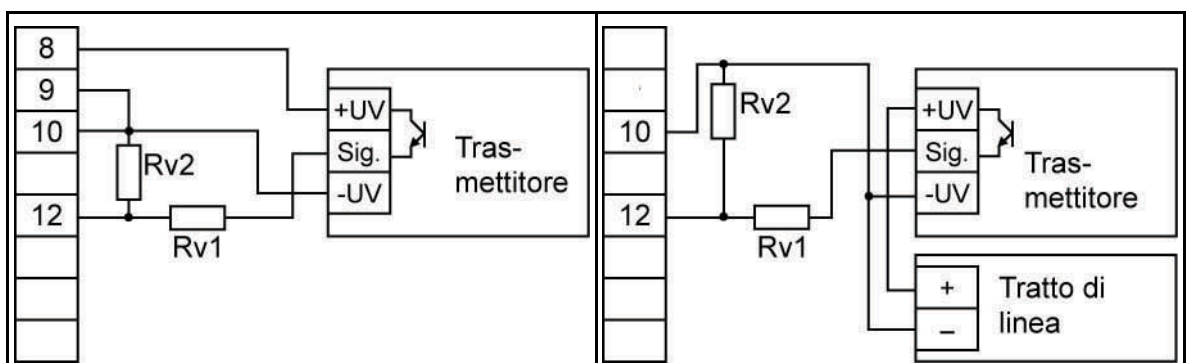 8
9
10
12
Rv2
Rv1
+UV
Sig.
-UV
Tras-
mettitore
10
12
Rv2
Rv1
+UV
Sig.
-UV
Tras-
mettitore
+
–
Tratto di
linea